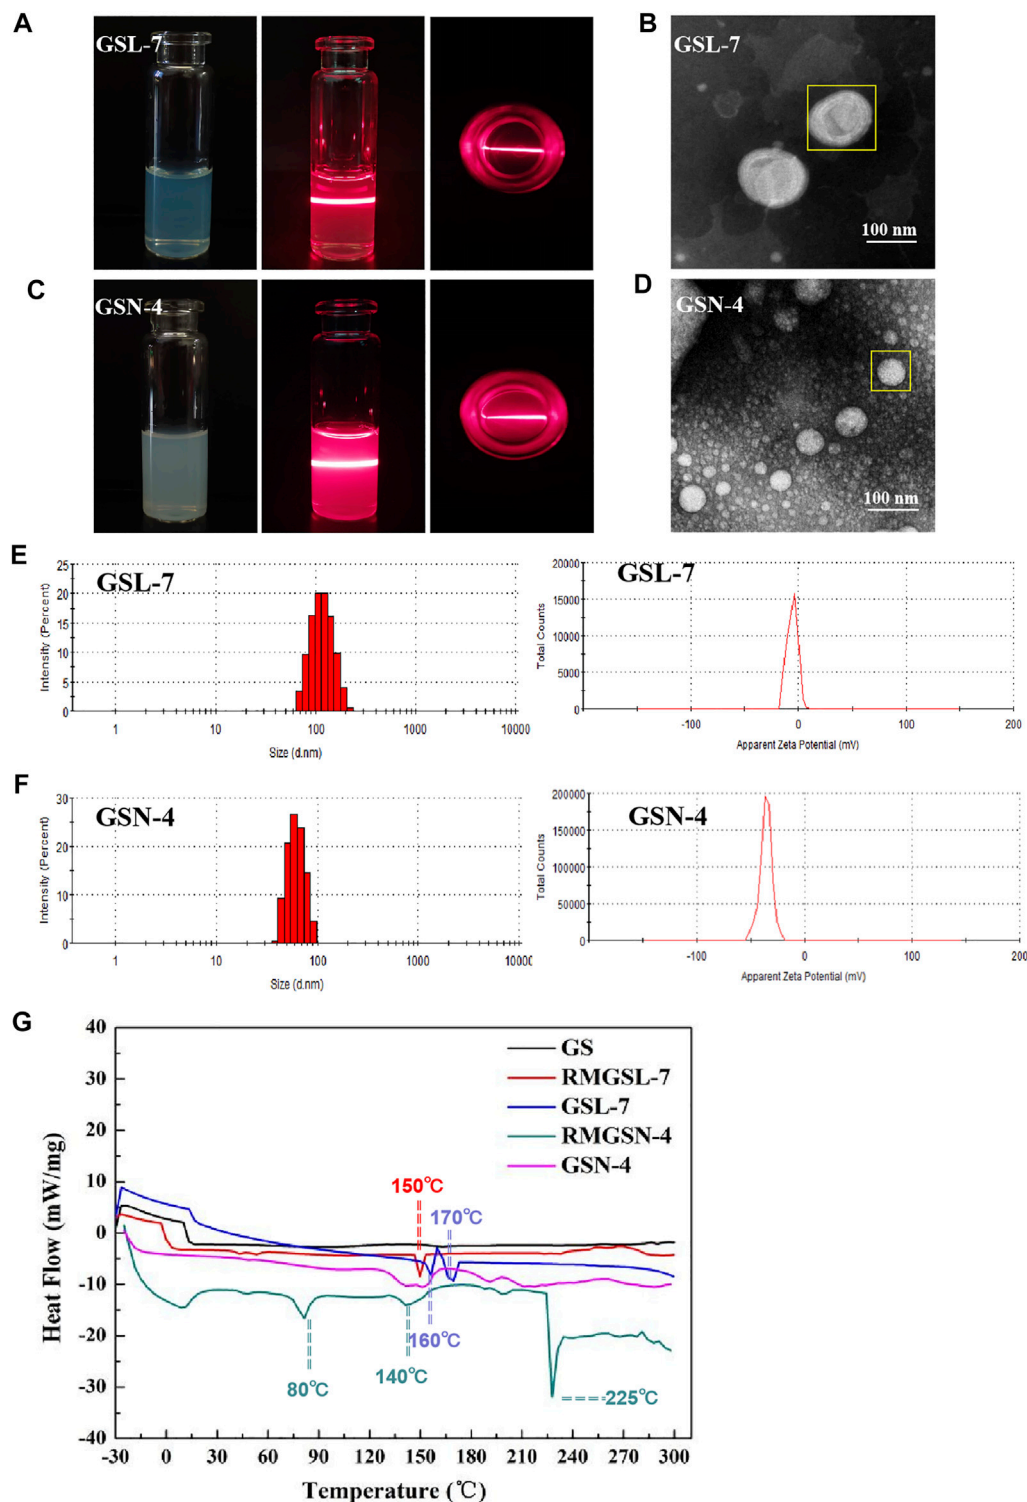 A
GSL-7
B
GSL-7
100 nm
C
GSN-4
D
GSN-4
100 nm
E
GSL-7
Intensity (Percent)
25
20
15
10
5
0
1
10
100
1000
10000
Size (d.nm)
GSL-7
Total Counts
20000
15000
10000
5000
0
-100
0
100
200
Apparent Zeta Potential (mV)
F
GSN-4
Intensity (Percent)
30
20
10
0
1
10
100
1000
10000
Size (d.nm)
GSN-4
Total Counts
200000
150000
100000
50000
0
-100
0
100
200
Apparent Zeta Potential (mV)
G
Heat Flow (mW/mg)
40
30
20
10
0
-10
-20
-30
-40
GS
RMGSL-7
GSL-7
RMGSN-4
GSN-4
150℃
170℃
160℃
80℃
140℃
225℃
-30
0
30
60
90
120
150
180
210
240
270
300
Temperature (℃)